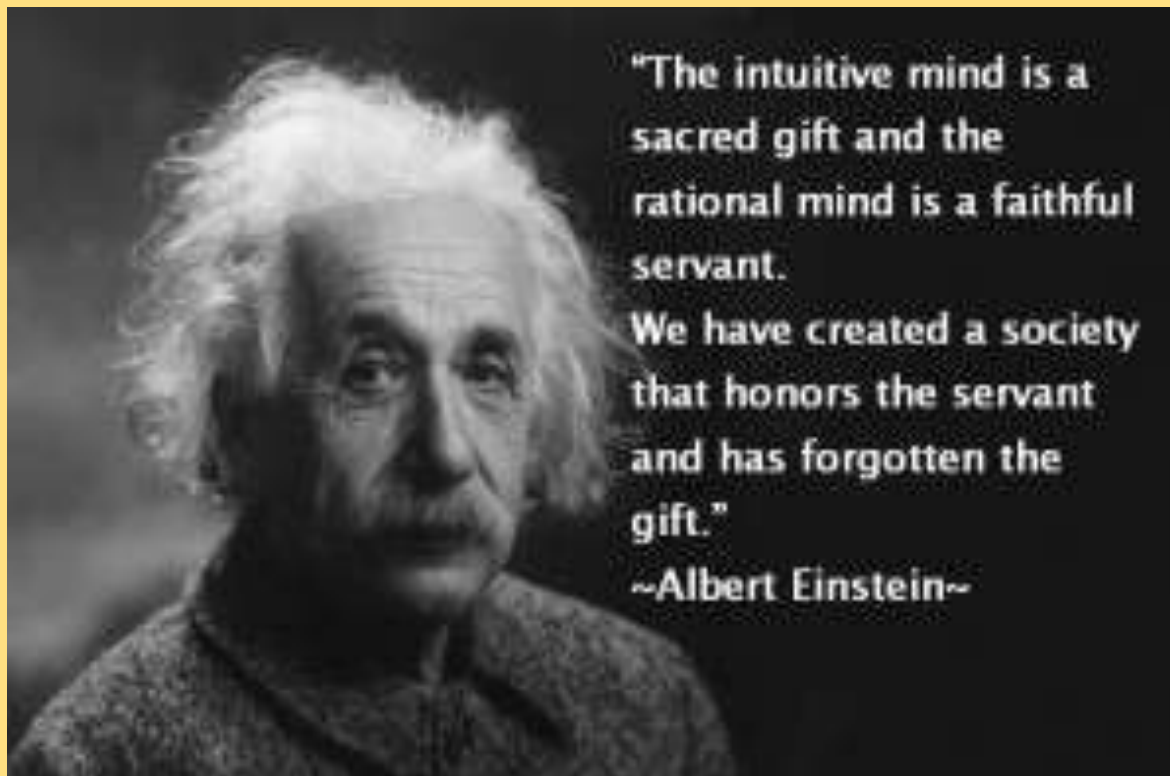 "The intuitive mind is a
sacred gift and the
rational mind is a faithful
servant.
We have created a society
that honors the servant
and has forgotten the
gift."
~Albert Einstein~